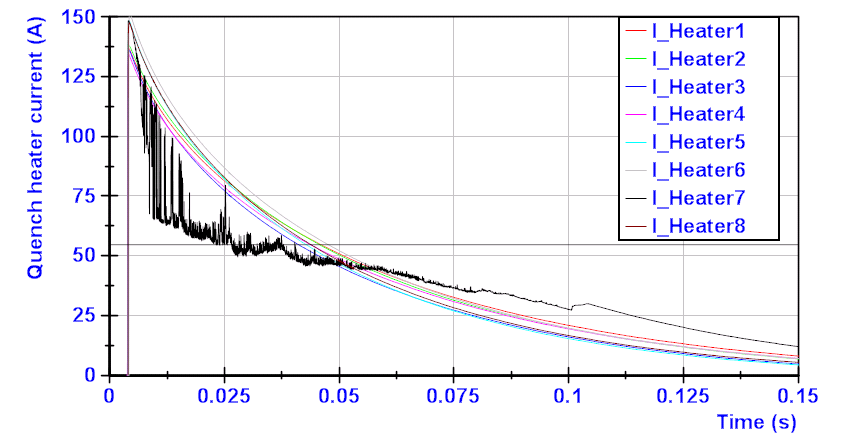 Quench heater current (A)
150
125
100
75
50
25
0
0
0.025
0.05
0.075
0.1
0.125
0.15
Time (s)
I_Heater1
I_Heater2
I_Heater3
I_Heater4
I_Heater5
I_Heater6
I_Heater7
I_Heater8